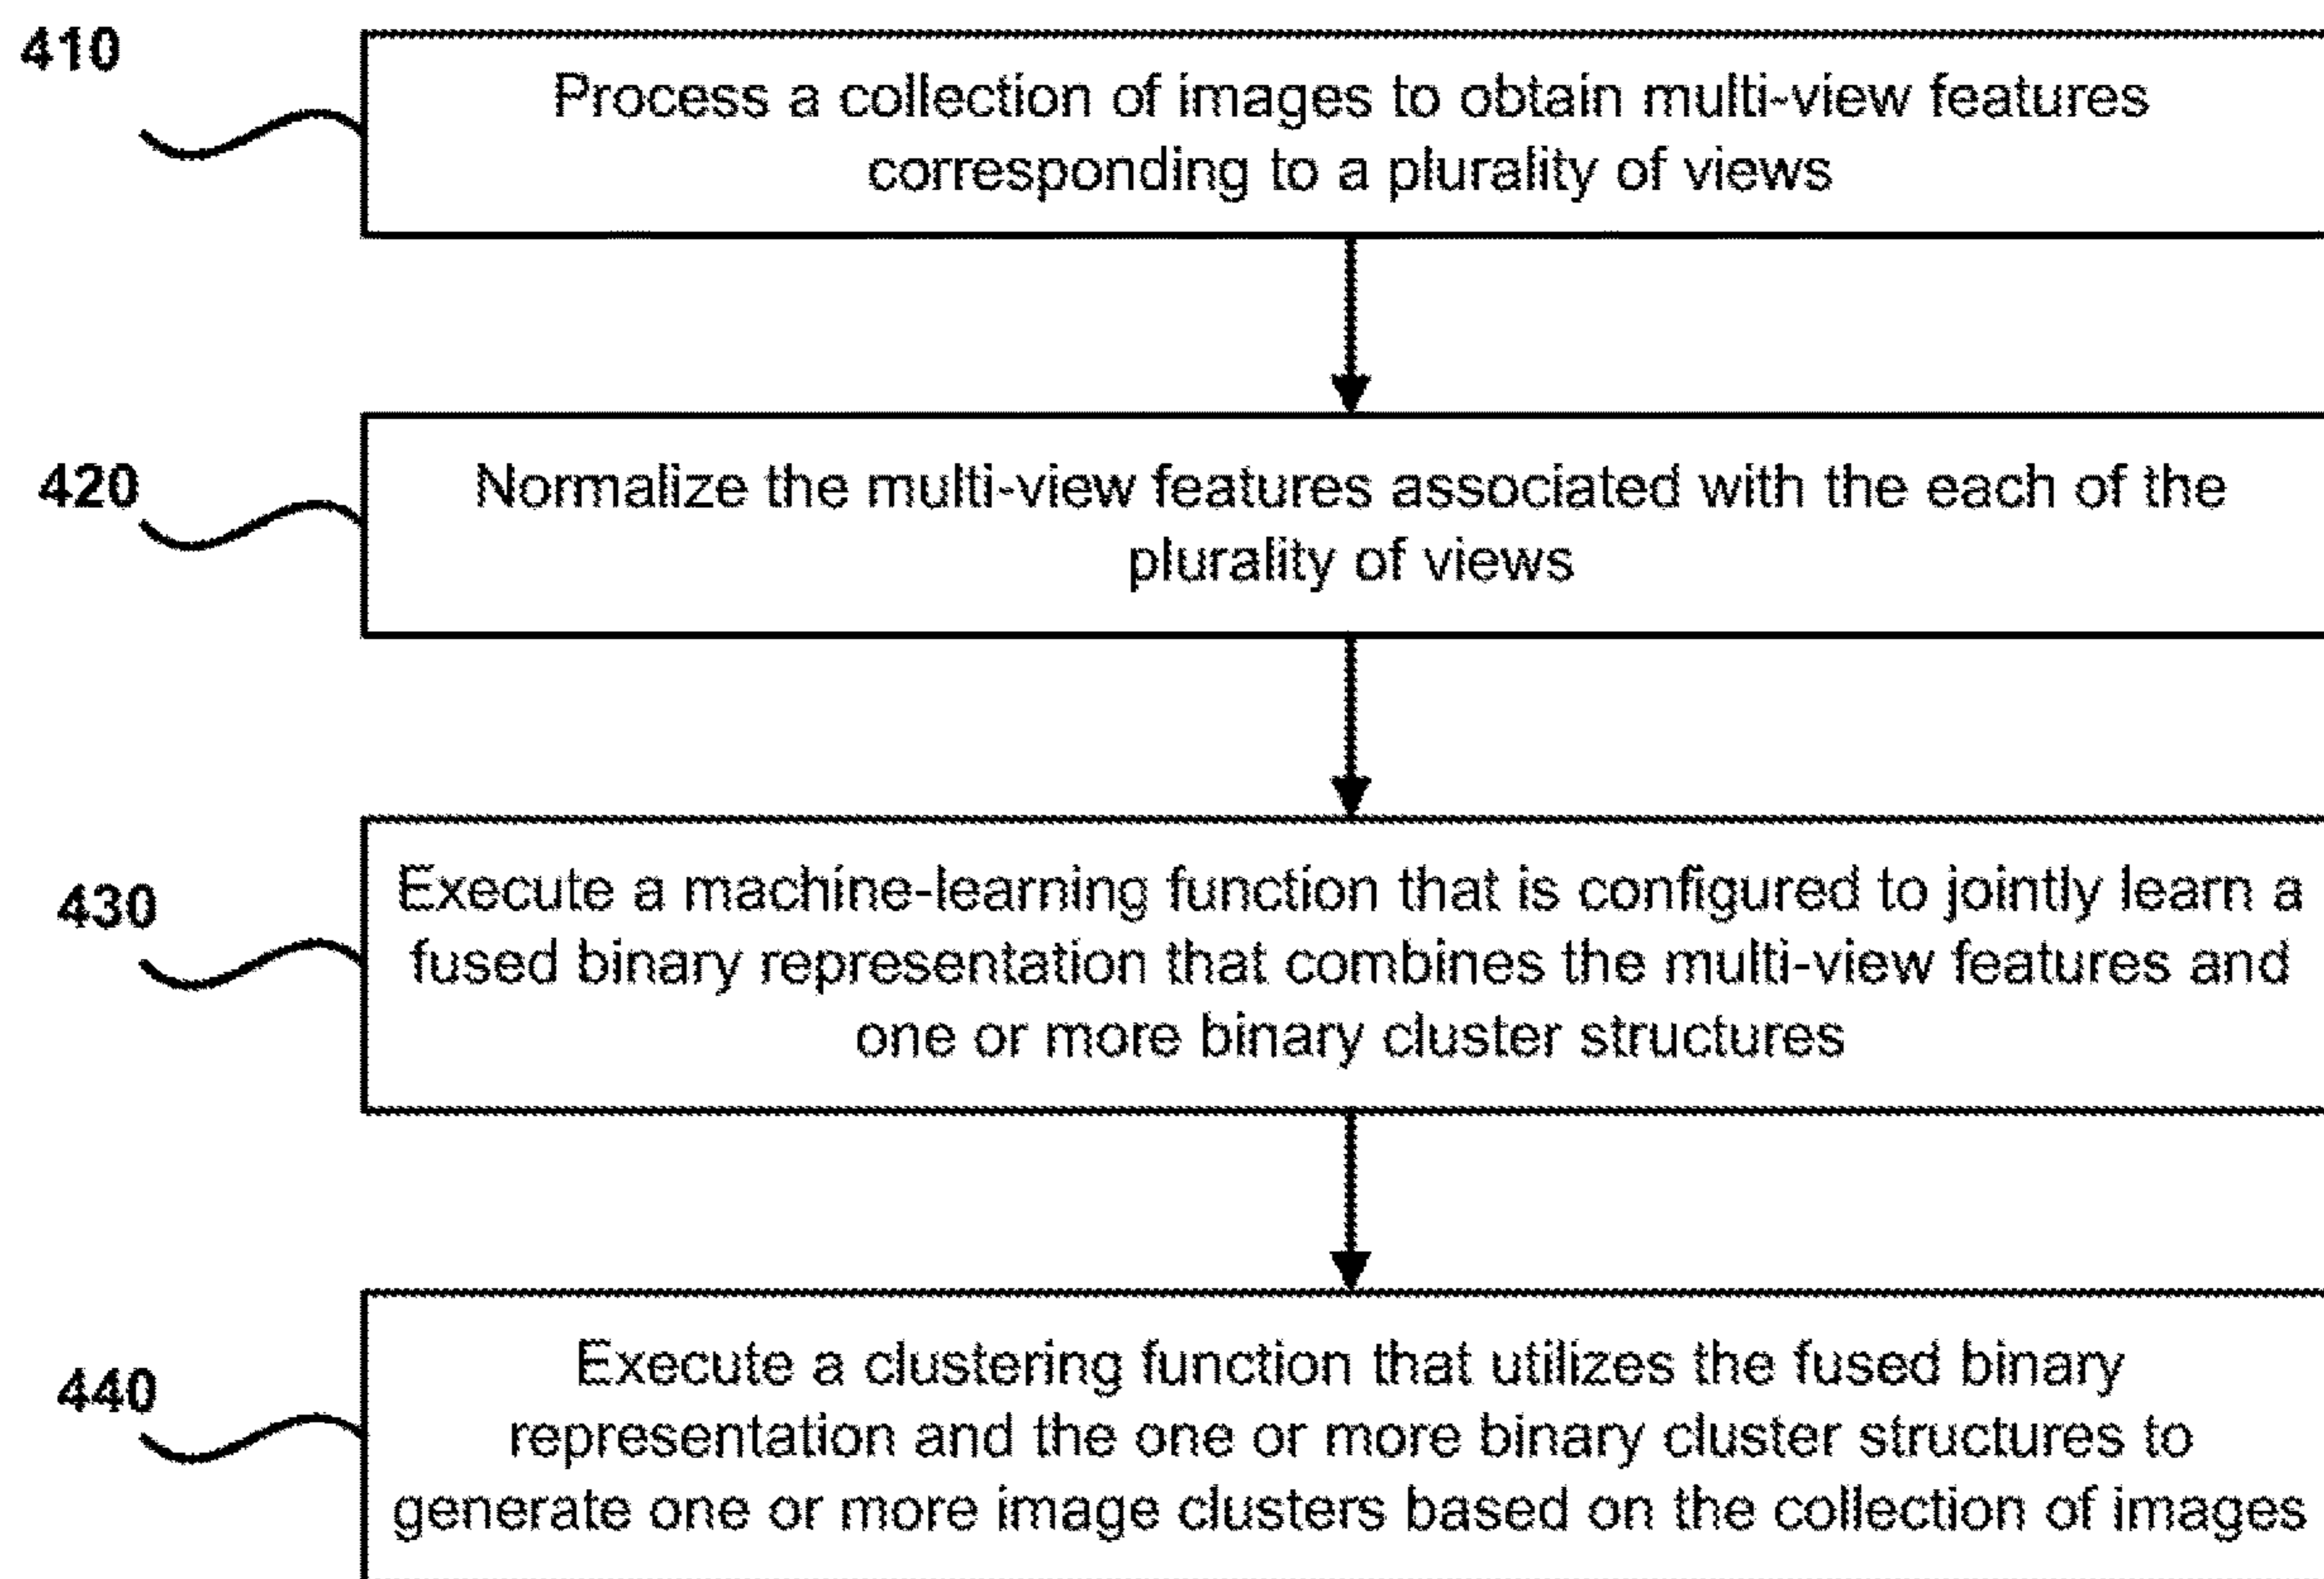 410
Process a collection of images to obtain multi-view features
corresponding to a plurality of views
420
Normalize the multi-view features associated with the each of the
plurality of views
430
Execute a machine-learning function that is configured to jointly learn a
fused binary representation that combines the multi-view features and
one or more binary cluster structures
440
Execute a clustering function that utilizes the fused binary
representation and the one or more binary cluster structures to
generate one or more image clusters based on the collection of images